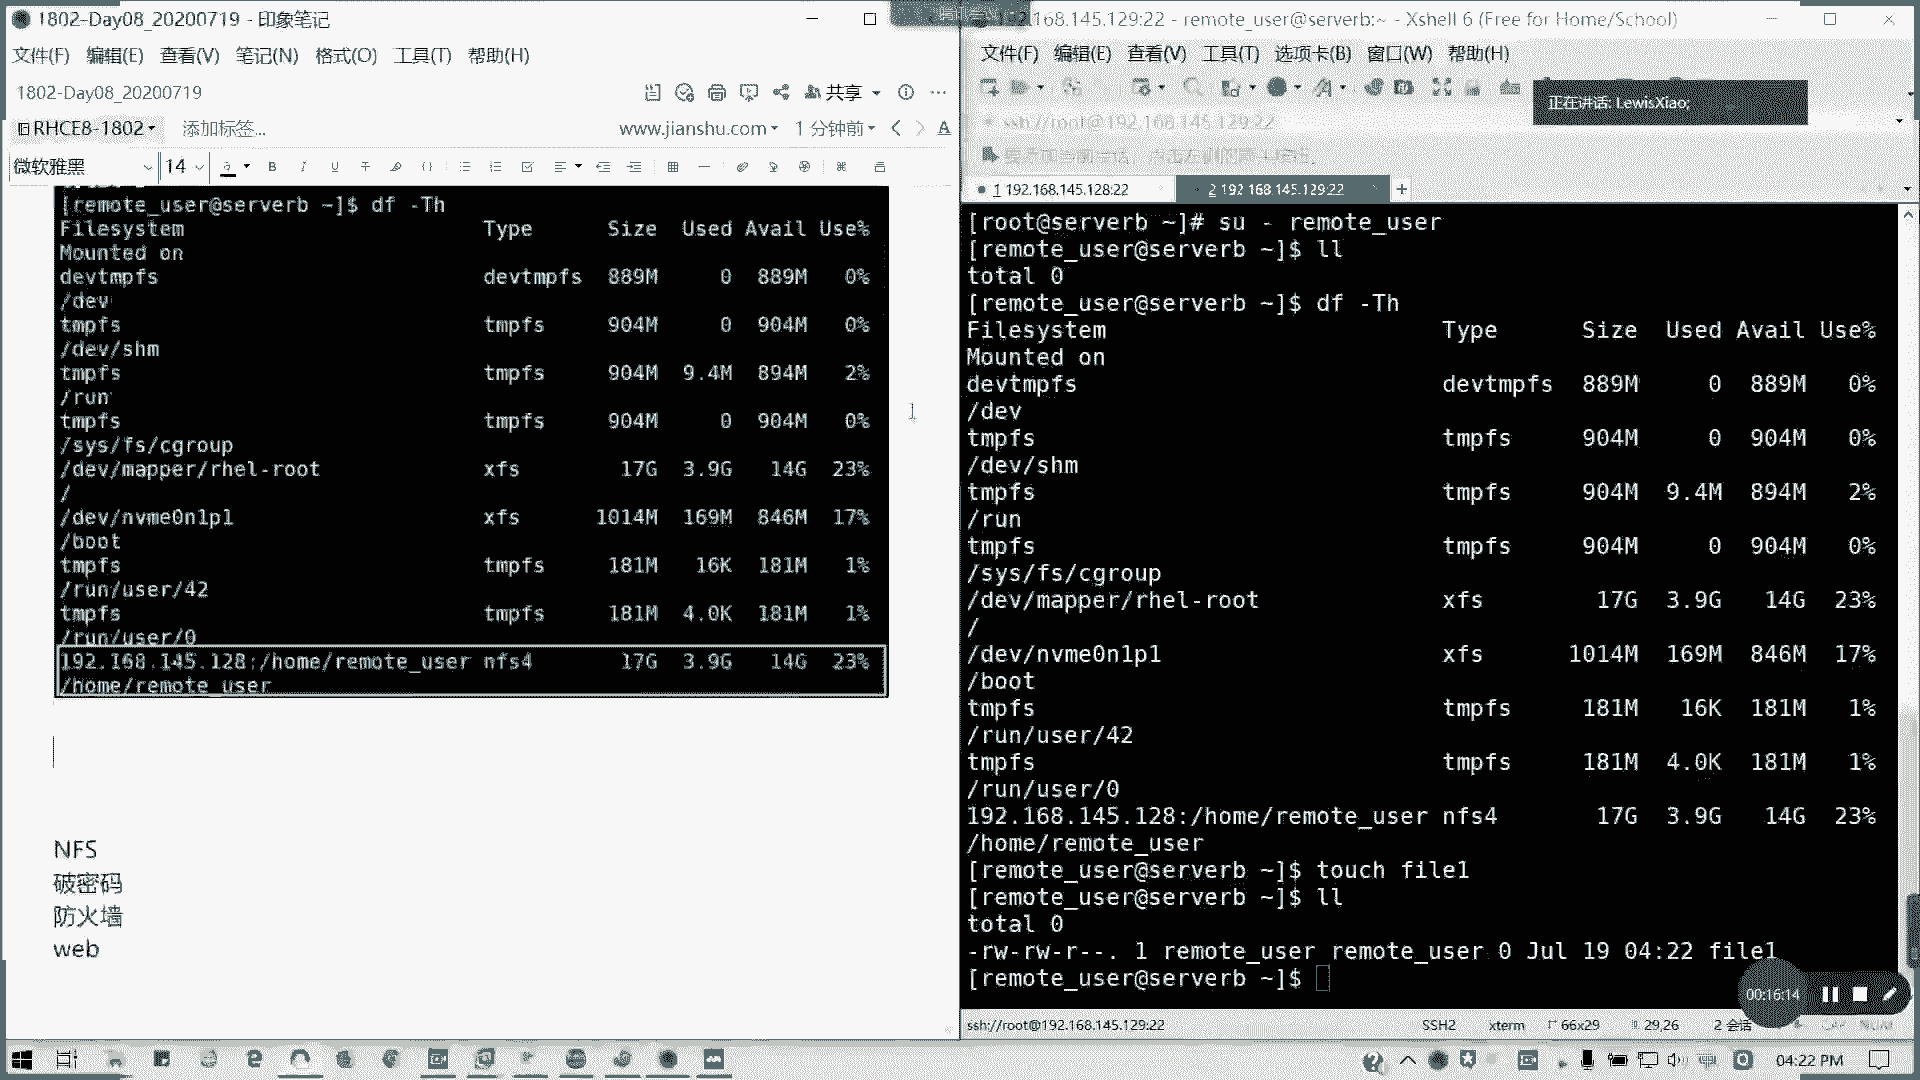 1802-Day08_20200719 - 印象笔记
文件(F) 编辑(E) 查看(V) 笔记(N) 格式(O) 工具(T) 帮助(H)
1802-Day08_20200719
共享
RHCE8-1802 添加标签...
www.jianshu.com 1 分钟前
微软雅黑 14
[remote_user@serverb ~]$ df -Th
Filesystem Type Size Used Avail Use%
Mounted on
devtmpfs devtmpfs 889M 0 889M 0%
/dev
tmpfs tmpfs 904M 0 904M 0%
/dev/shm
tmpfs tmpfs 904M 9.4M 894M 2%
/run
tmpfs tmpfs 904M 0 904M 0%
/sys/fs/cgroup
/dev/mapper/rhel-root xfs 17G 3.9G 14G 23%
/
/dev/nvme0n1p1 xfs 1014M 169M 846M 17%
/boot
tmpfs tmpfs 181M 16K 181M 1%
/run/user/42
tmpfs tmpfs 181M 4.0K 181M 1%
/run/user/0
192.168.145.128:/home/remote_user nfs4 17G 3.9G 14G 23%
/home/remote_user
NFS
破密码
防火墙
web
192.168.145.129:22 - remote_user@serverb:~ - Xshell 6 (Free for Home/School)
文件(F) 编辑(E) 查看(V) 工具(T) 选项卡(B) 窗口(W) 帮助(H)
正在讲话: LewisXiao;
ssh://root@192.168.145.129:22
1 192.168.145.128:22 2 192.168.145.129:22
[root@serverb ~]# su - remote_user
[remote_user@serverb ~]$ ll
total 0
[remote_user@serverb ~]$ df -Th
Filesystem Type Size Used Avail Use%
Mounted on
devtmpfs devtmpfs 889M 0 889M 0%
/dev
tmpfs tmpfs 904M 0 904M 0%
/dev/shm
tmpfs tmpfs 904M 9.4M 894M 2%
/run
tmpfs tmpfs 904M 0 904M 0%
/sys/fs/cgroup
/dev/mapper/rhel-root xfs 17G 3.9G 14G 23%
/
/dev/nvme0n1p1 xfs 1014M 169M 846M 17%
/boot
tmpfs tmpfs 181M 16K 181M 1%
/run/user/42
tmpfs tmpfs 181M 4.0K 181M 1%
/run/user/0
192.168.145.128:/home/remote_user nfs4 17G 3.9G 14G 23%
/home/remote_user
[remote_user@serverb ~]$ touch file1
[remote_user@serverb ~]$ ll
total 0
-rw-rw-r--. 1 remote_user remote_user 0 Jul 19 04:22 file1
[remote_user@serverb ~]$
00:16:14
ssh://root@192.168.145.129:22 SSH2 xterm 66x29 29,26 2 会话
04:22 PM